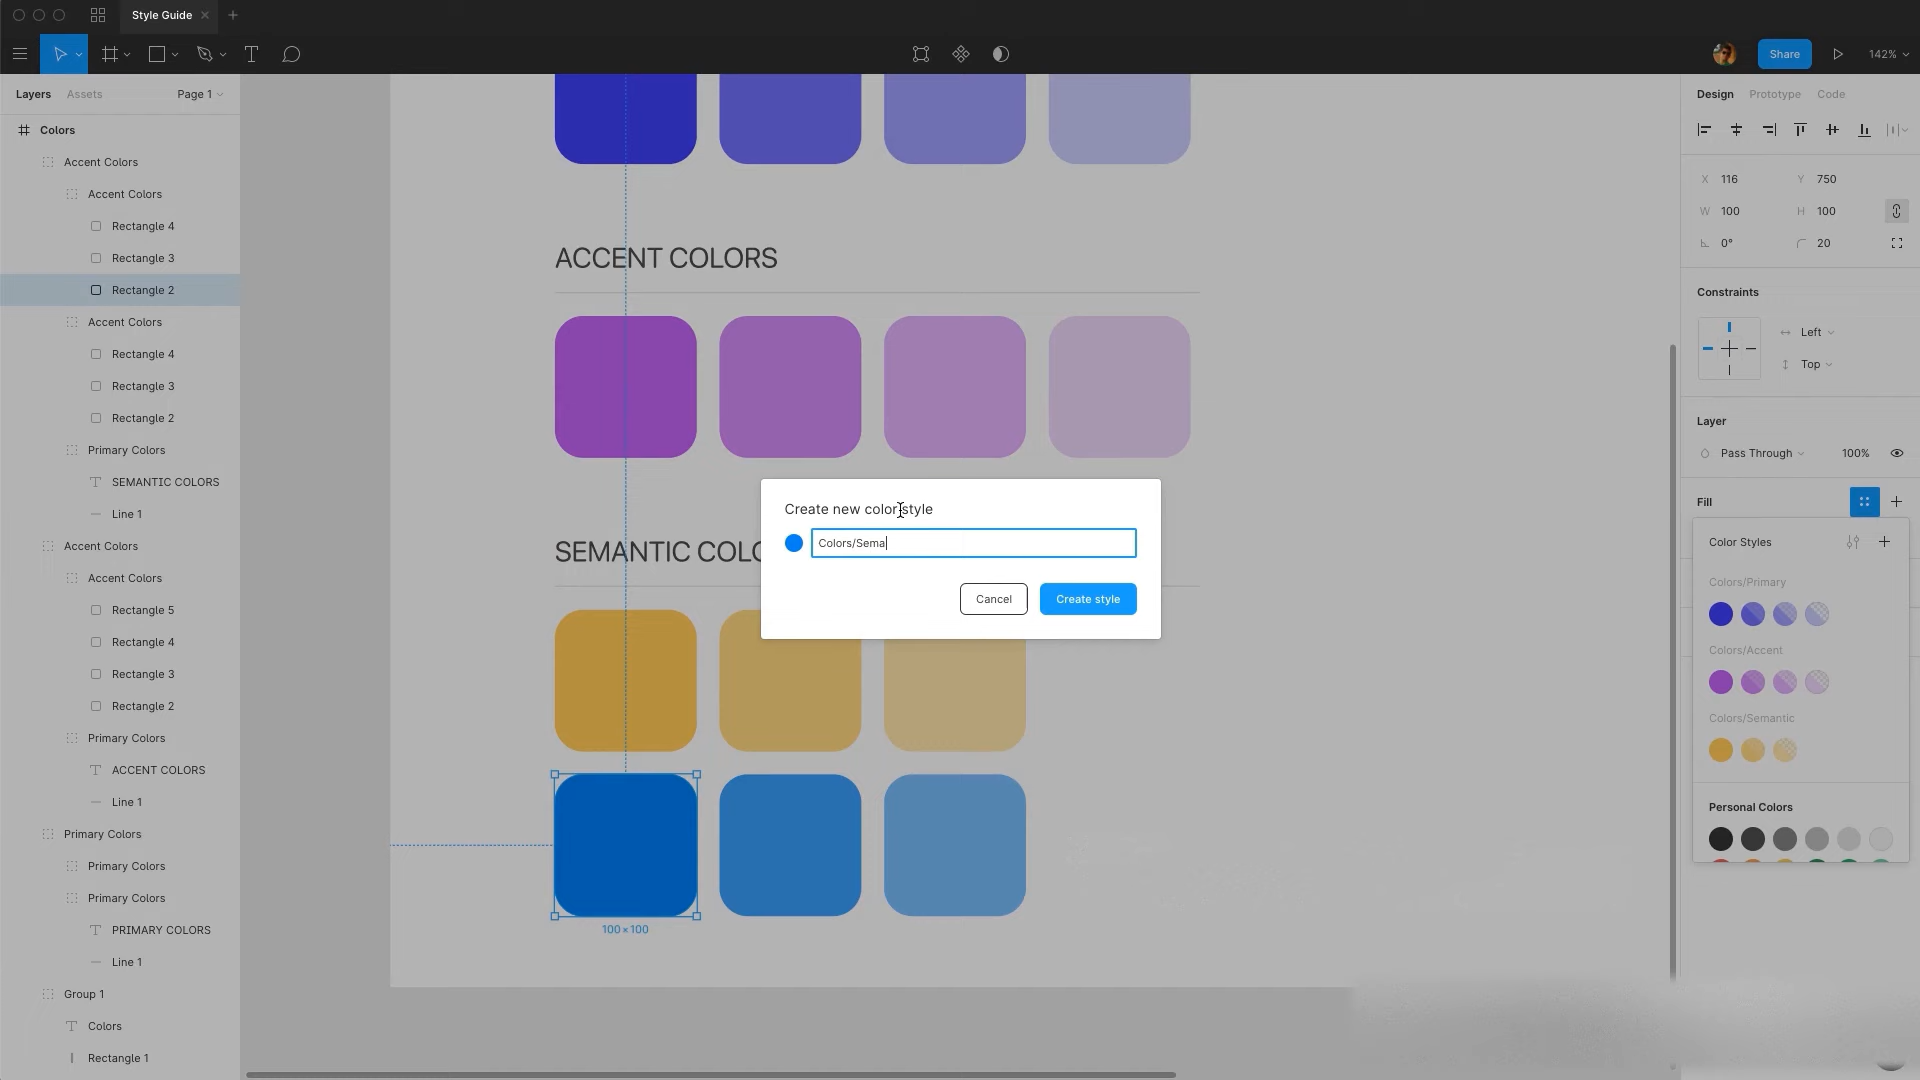 Style Guide
Share
142%
Layers Assets Page 1
Colors
Accent Colors
Accent Colors
Rectangle 4
Rectangle 3
Rectangle 2
Accent Colors
Rectangle 4
Rectangle 3
Rectangle 2
Primary Colors
SEMANTIC COLORS
Line 1
Accent Colors
Accent Colors
Rectangle 5
Rectangle 4
Rectangle 3
Rectangle 2
Primary Colors
ACCENT COLORS
Line 1
Primary Colors
Primary Colors
Primary Colors
PRIMARY COLORS
Line 1
Group 1
Colors
Rectangle 1
ACCENT COLORS
SEMANTIC COLO
100 × 100
Create new color style
Colors/Sema
Cancel
Create style
Design Prototype Code
X 116 Y 750
W 100 H 100
0° 20
Constraints
Left
Top
Layer
Pass Through 100%
Fill
Color Styles
Colors/Primary
Colors/Accent
Colors/Semantic
Personal Colors